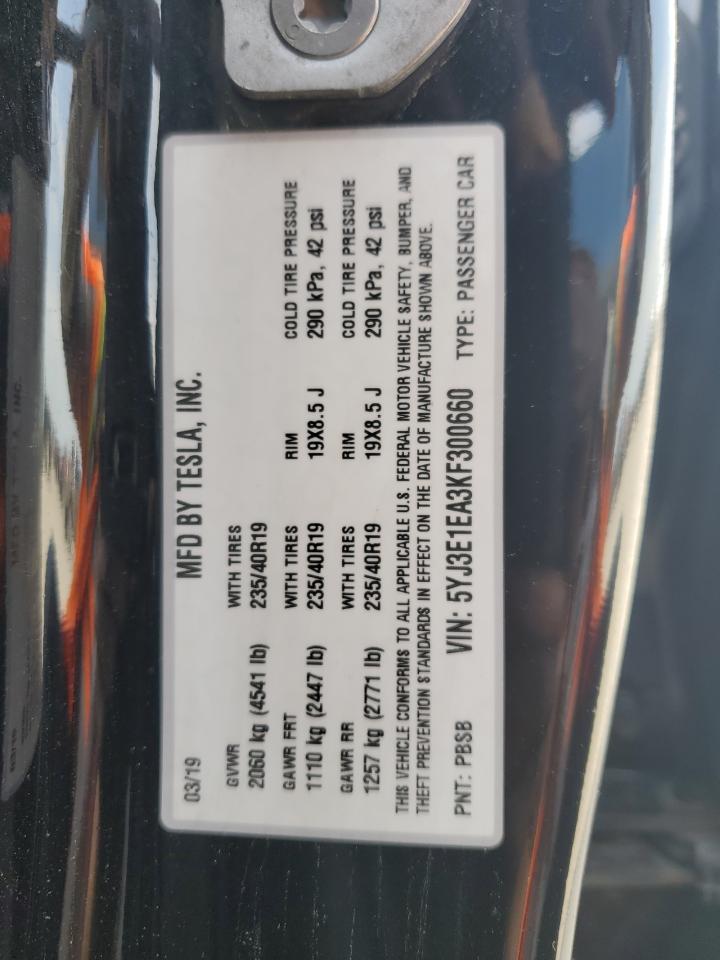 03/19 MFD BY TESLA, INC.
GVWR WITH TIRES
2060 kg (4541 lb) 235/40R19
GAWR FRT WITH TIRES RIM COLD TIRE PRESSURE
1110 kg (2447 lb) 235/40R19 19X8.5 J 290 kPa, 42 psi
GAWR RR WITH TIRES RIM COLD TIRE PRESSURE
1257 kg (2771 lb) 235/40R19 19X8.5 J 290 kPa, 42 psi
THIS VEHICLE CONFORMS TO ALL APPLICABLE U.S. FEDERAL MOTOR VEHICLE SAFETY, BUMPER, AND
THEFT PREVENTION STANDARDS IN EFFECT ON THE DATE OF MANUFACTURE SHOWN ABOVE.
PNT: PBSB VIN: 5YJ3E1EA3KF300660 TYPE: PASSENGER CAR